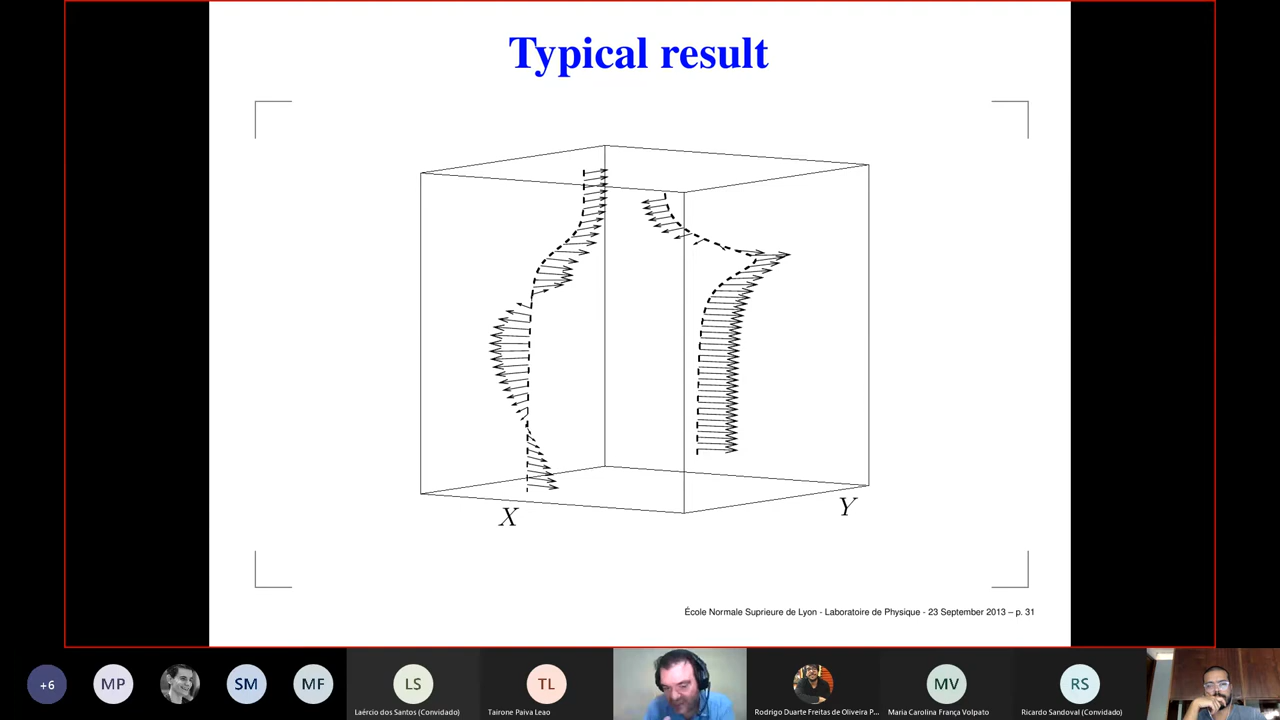 Typical result
X
Y
École Normale Suprieure de Lyon - Laboratoire de Physique - 23 September 2013 – p. 31
+6
MP
SM
MF
LS
TL
MV
RS
Laércio dos Santos (Convidado)
Tairone Paiva Leao
Rodrigo Duarte Freitas de Oliveira P...
Maria Carolina França Volpato
Ricardo Sandoval (Convidado)